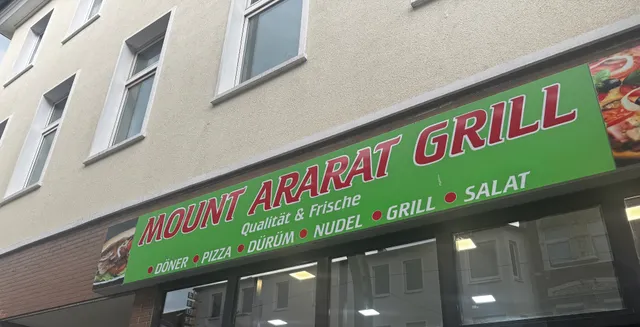 MOUNT ARARAT GRILL
Qualität & Frische
• DÖNER • PIZZA • DÜRÜM • NUDEL • GRILL • SALAT